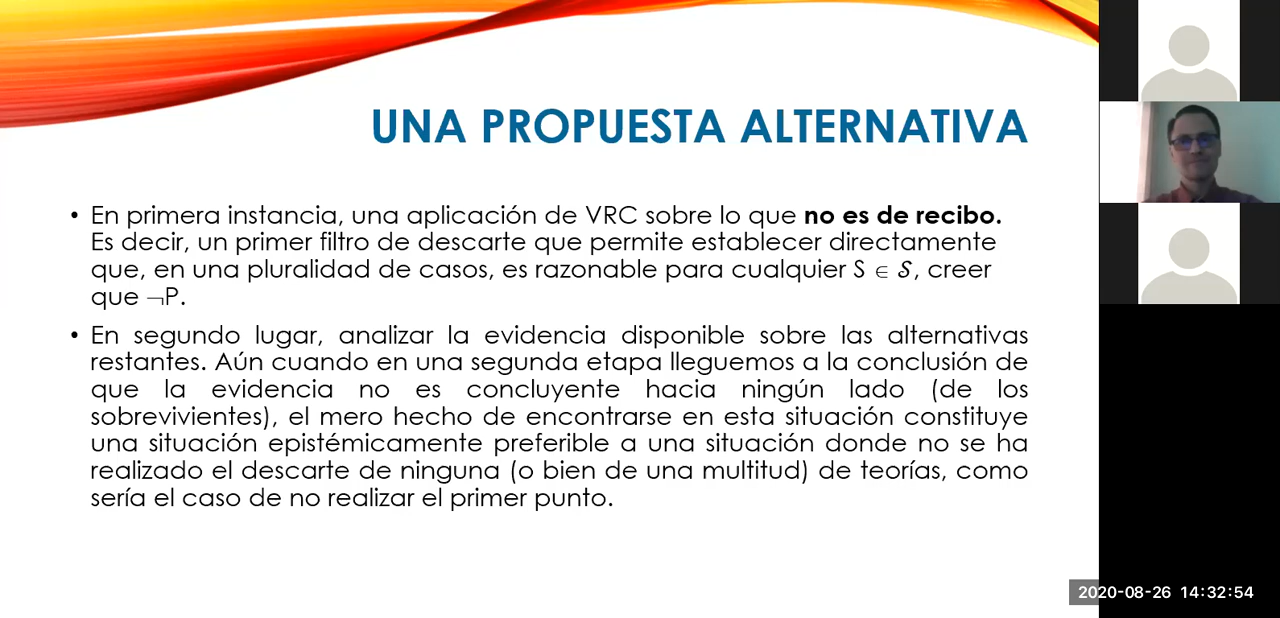 UNA PROPUESTA ALTERNATIVA
• En primera instancia, una aplicación de VRC sobre lo que no es de recibo.
Es decir, un primer filtro de descarte que permite establecer directamente
que, en una pluralidad de casos, es razonable para cualquier S ∈ 𝓢, creer
que ¬P.
• En segundo lugar, analizar la evidencia disponible sobre las alternativas
restantes. Aún cuando en una segunda etapa lleguemos a la conclusión de
que la evidencia no es concluyente hacia ningún lado (de los
sobrevivientes), el mero hecho de encontrarse en esta situación constituye
una situación epistémicamente preferible a una situación donde no se ha
realizado el descarte de ninguna (o bien de una multitud) de teorías, como
sería el caso de no realizar el primer punto.
2020-08-26 14:32:54